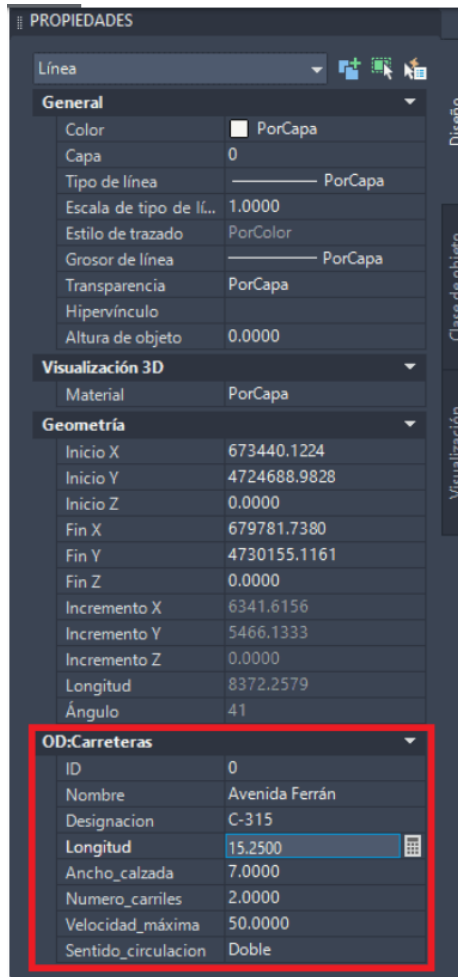 PROPIEDADES
Línea
General
Color PorCapa
Capa 0
Tipo de línea PorCapa
Escala de tipo de lí... 1.0000
Estilo de trazado PorColor
Grosor de línea PorCapa
Transparencia PorCapa
Hipervínculo
Altura de objeto 0.0000
Visualización 3D
Material PorCapa
Geometría
Inicio X 673440.1224
Inicio Y 4724688.9828
Inicio Z 0.0000
Fin X 679781.7380
Fin Y 4730155.1161
Fin Z 0.0000
Incremento X 6341.6156
Incremento Y 5466.1333
Incremento Z 0.0000
Longitud 8372.2579
Ángulo 41
OD:Carreteras
ID 0
Nombre Avenida Ferrán
Designacion C-315
Longitud 15.2500
Ancho_calzada 7.0000
Numero_carriles 2.0000
Velocidad_máxima 50.0000
Sentido_circulacion Doble
Diseño
Clase de objeto
Visualización